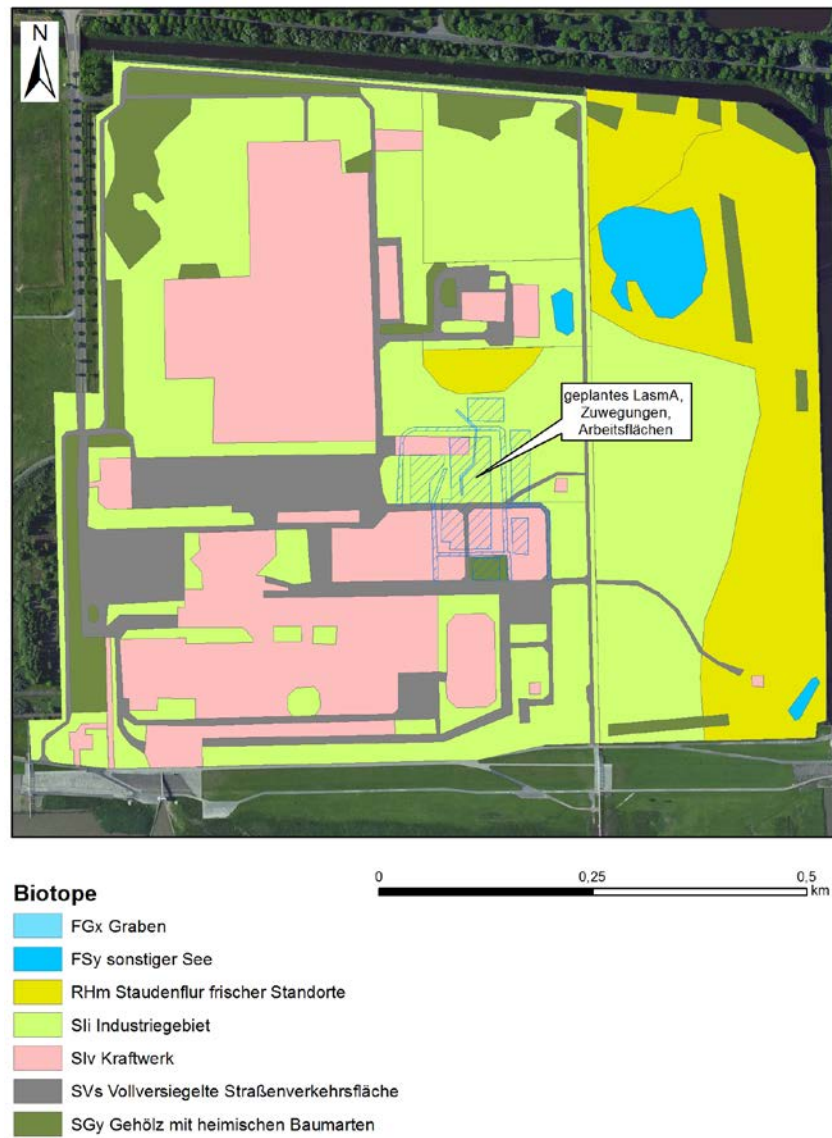 N
geplantes LasmA,
Zuwegungen,
Arbeitsflächen
0 0,25 0,5
km
Biotope
FGx Graben
FSy sonstiger See
RHm Staudenflur frischer Standorte
SIi Industriegebiet
SIv Kraftwerk
SVs Vollversiegelte Straßenverkehrsfläche
SGy Gehölz mit heimischen Baumarten